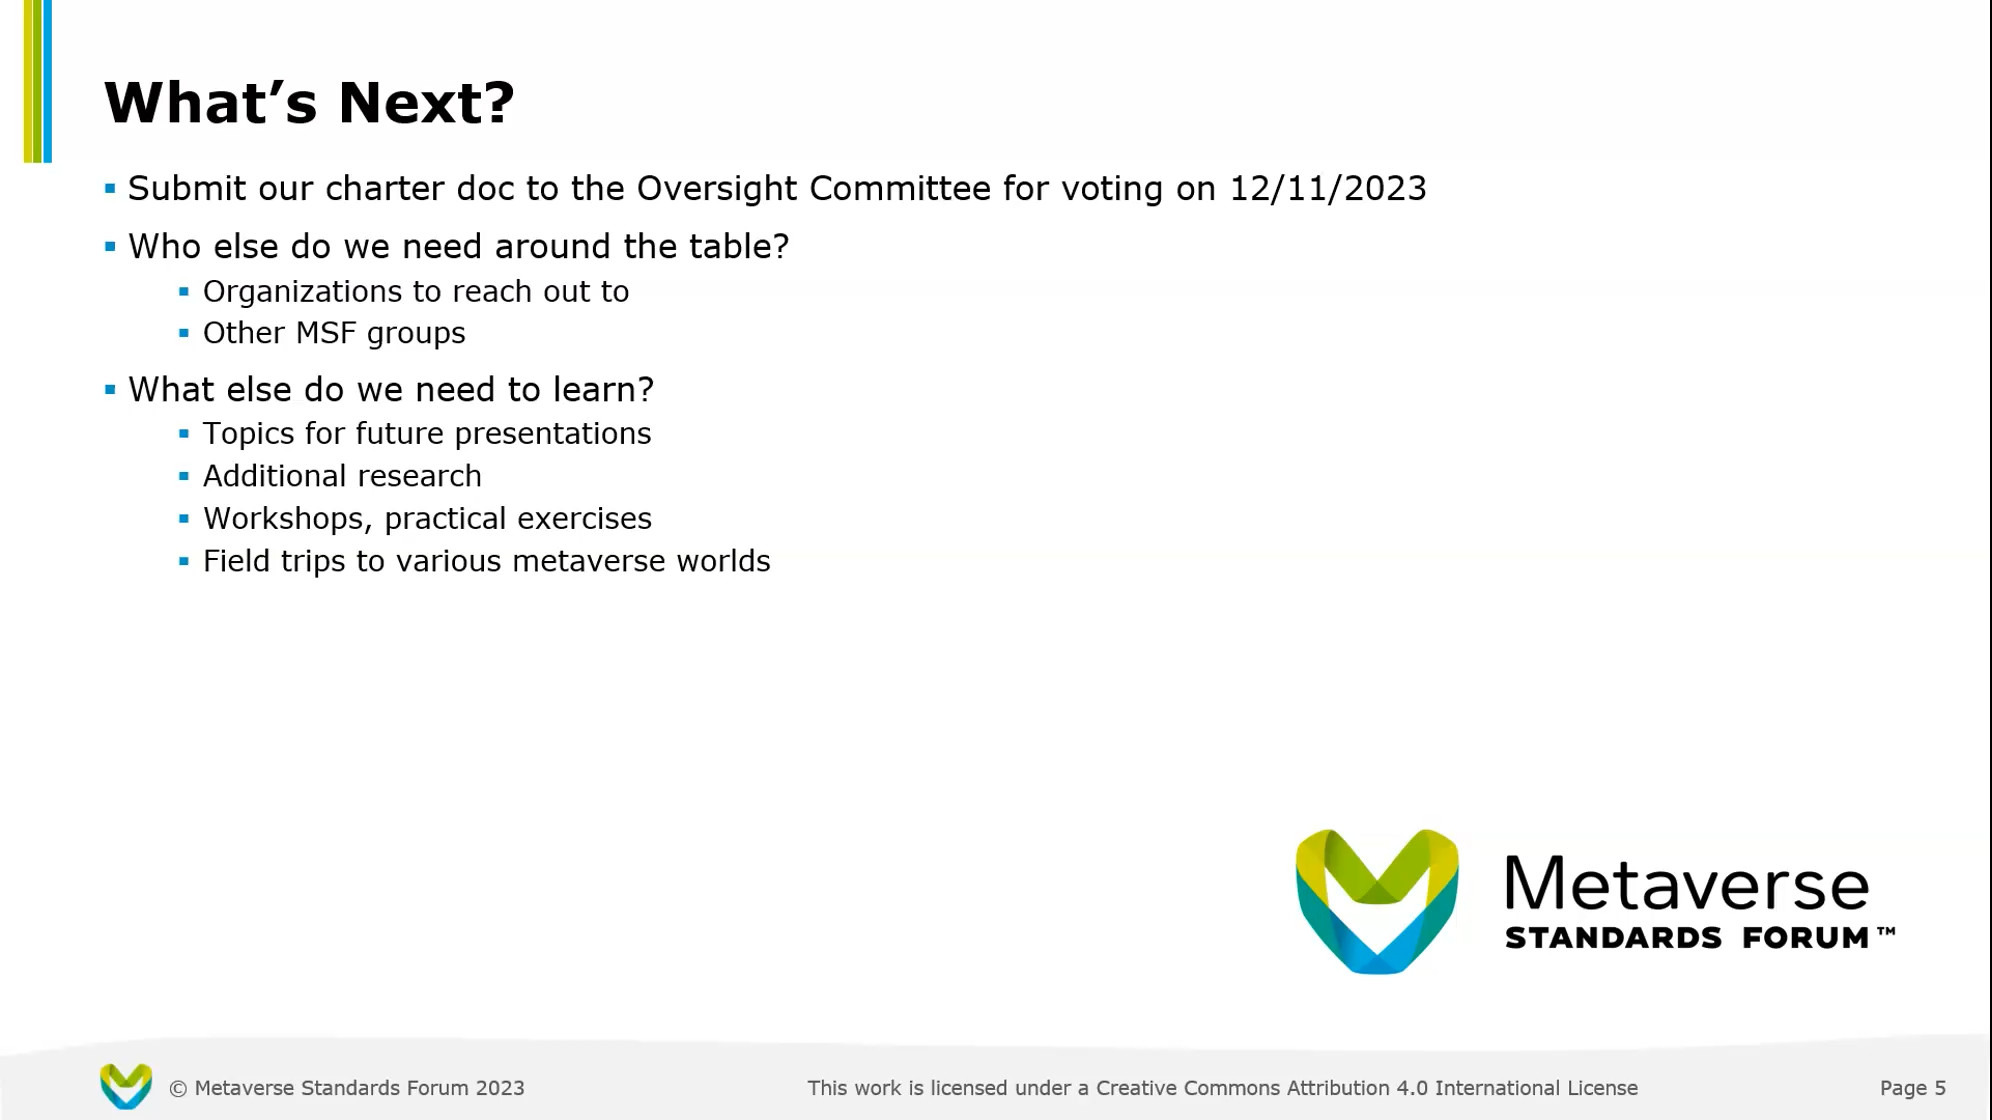 What’s Next?
Submit our charter doc to the Oversight Committee for voting on 12/11/2023
Who else do we need around the table?
Organizations to reach out to
Other MSF groups
What else do we need to learn?
Topics for future presentations
Additional research
Workshops, practical exercises
Field trips to various metaverse worlds
Metaverse
STANDARDS FORUM™
© Metaverse Standards Forum 2023
This work is licensed under a Creative Commons Attribution 4.0 International License
Page 5